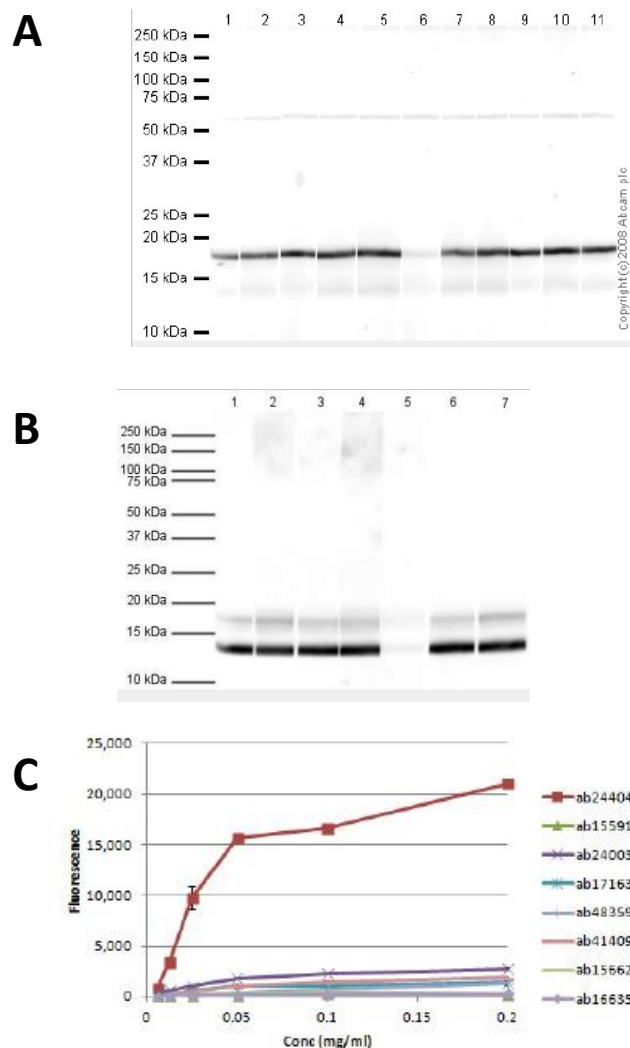 A
1 2 3 4 5 6 7 8 9 10 11
250 kDa
150 kDa
100 kDa
75 kDa
50 kDa
37 kDa
25 kDa
20 kDa
15 kDa
10 kDa
Copyright (c) 2008 Abcam plc
B
1 2 3 4 5 6 7
250 kDa
150 kDa
100 kDa
75 kDa
50 kDa
37 kDa
25 kDa
20 kDa
15 kDa
10 kDa
C
25,000
20,000
15,000
10,000
5,000
0
Fluorescence
0 0.05 0.1 0.15 0.2
Conc (mg/ml)
ab24404
ab15591
ab24003
ab17163
ab48359
ab41409
ab15662
ab16635